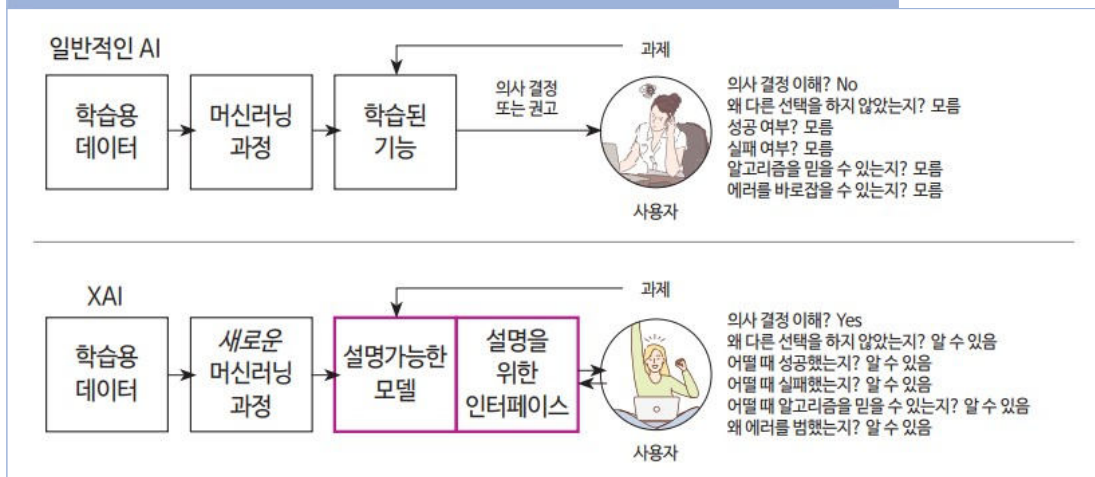 일반적인 AI
과제
학습용
데이터
머신러닝
과정
학습된
기능
의사 결정
또는 권고
사용자
의사 결정 이해? No
왜 다른 선택을 하지 않았는지? 모름
성공 여부? 모름
실패 여부? 모름
알고리즘을 믿을 수 있는지? 모름
에러를 바로잡을 수 있는지? 모름
XAI
과제
학습용
데이터
새로운
머신러닝
과정
설명가능한
모델
설명을
위한
인터페이스
사용자
의사 결정 이해? Yes
왜 다른 선택을 하지 않았는지? 알 수 있음
어떨 때 성공했는지? 알 수 있음
어떨 때 실패했는지? 알 수 있음
어떨 때 알고리즘을 믿을 수 있는지? 알 수 있음
왜 에러를 범했는지? 알 수 있음